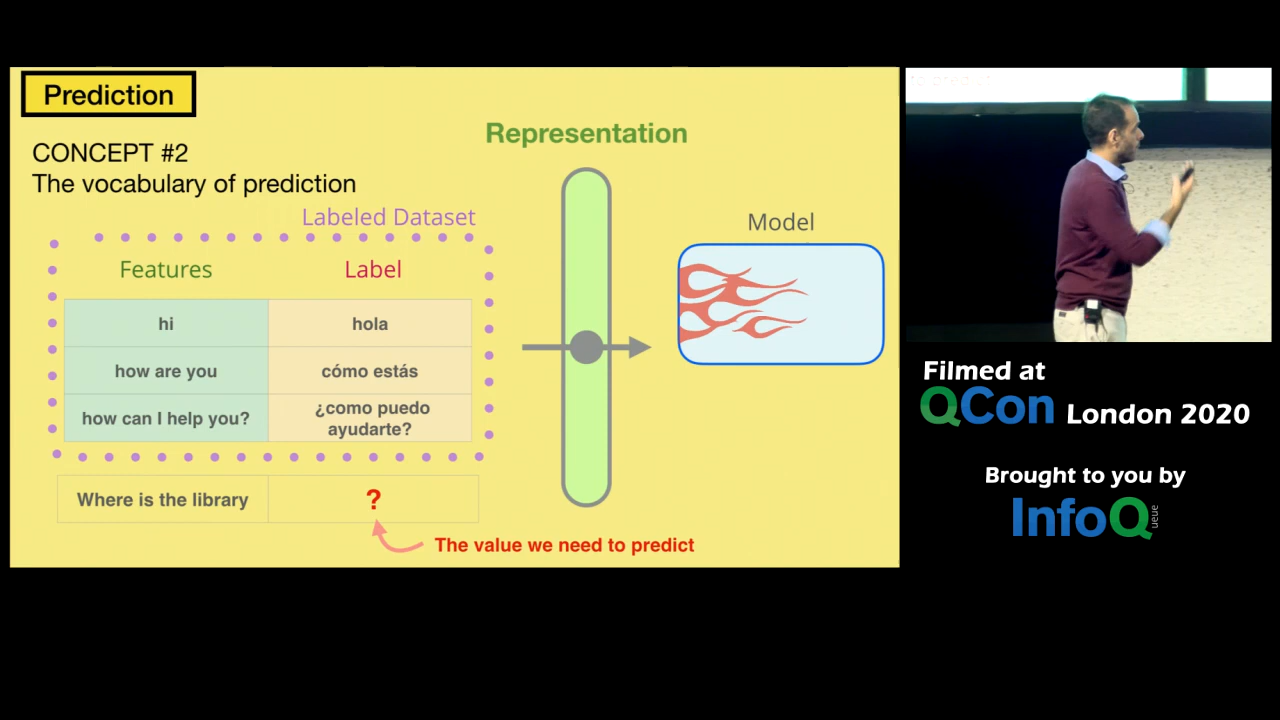 Prediction
CONCEPT #2
The vocabulary of prediction
Representation
Labeled Dataset
Features
Label
hi
hola
how are you
cómo estás
how can I help you?
¿como puedo
ayudarte?
Where is the library
?
The value we need to predict
Model
Filmed at
QCon London 2020
Brought to you by
InfoQ
ueue